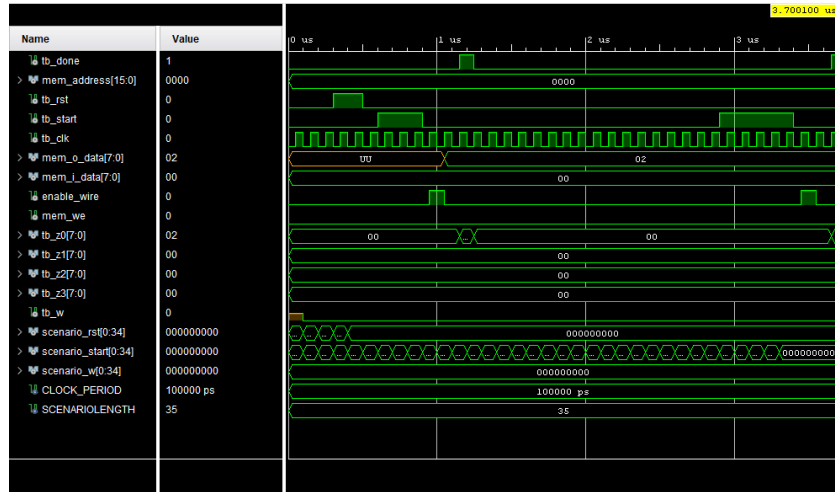 3.700100 us
Name Value 0 us 1 us 2 us 3 us
tb_done 1
mem_address[15:0] 0000 0000
tb_rst 0
tb_start 0
tb_clk 0
mem_o_data[7:0] 02 UU 02
mem_i_data[7:0] 00 00
enable_wire 0
mem_we 0
tb_z0[7:0] 02 00 ... 00
tb_z1[7:0] 00 00
tb_z2[7:0] 00 00
tb_z3[7:0] 00 00
tb_w 0
scenario_rst[0:34] 000000000 ... ... ... ... 000000000
scenario_start[0:34] 000000000 ... ... ... ... ... ... ... ... ... ... ... ... ... ... ... ... ... ... ... ... ... ... 000000000
scenario_w[0:34] 000000000 000000000
CLOCK_PERIOD 100000 ps 100000 ps
SCENARIOLENGTH 35 35